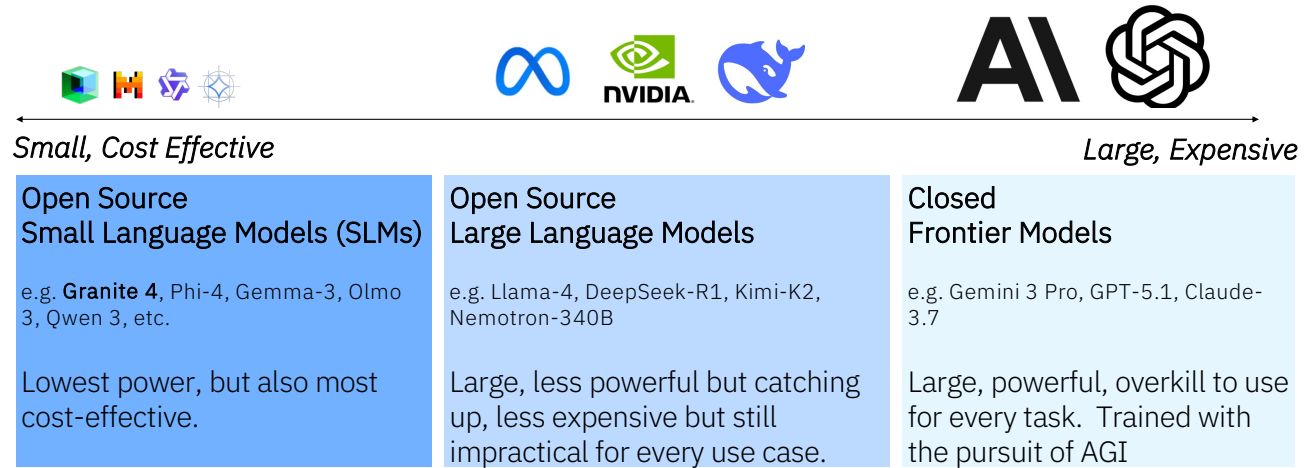 NVIDIA.
AI
Small, Cost Effective
Large, Expensive
Open Source
Small Language Models (SLMs)
e.g. Granite 4, Phi-4, Gemma-3, Olmo
3, Qwen 3, etc.
Lowest power, but also most
cost-effective.
Open Source
Large Language Models
e.g. Llama-4, DeepSeek-R1, Kimi-K2,
Nemotron-340B
Large, less powerful but catching
up, less expensive but still
impractical for every use case.
Closed
Frontier Models
e.g. Gemini 3 Pro, GPT-5.1, Claude-
3.7
Large, powerful, overkill to use
for every task.  Trained with
the pursuit of AGI